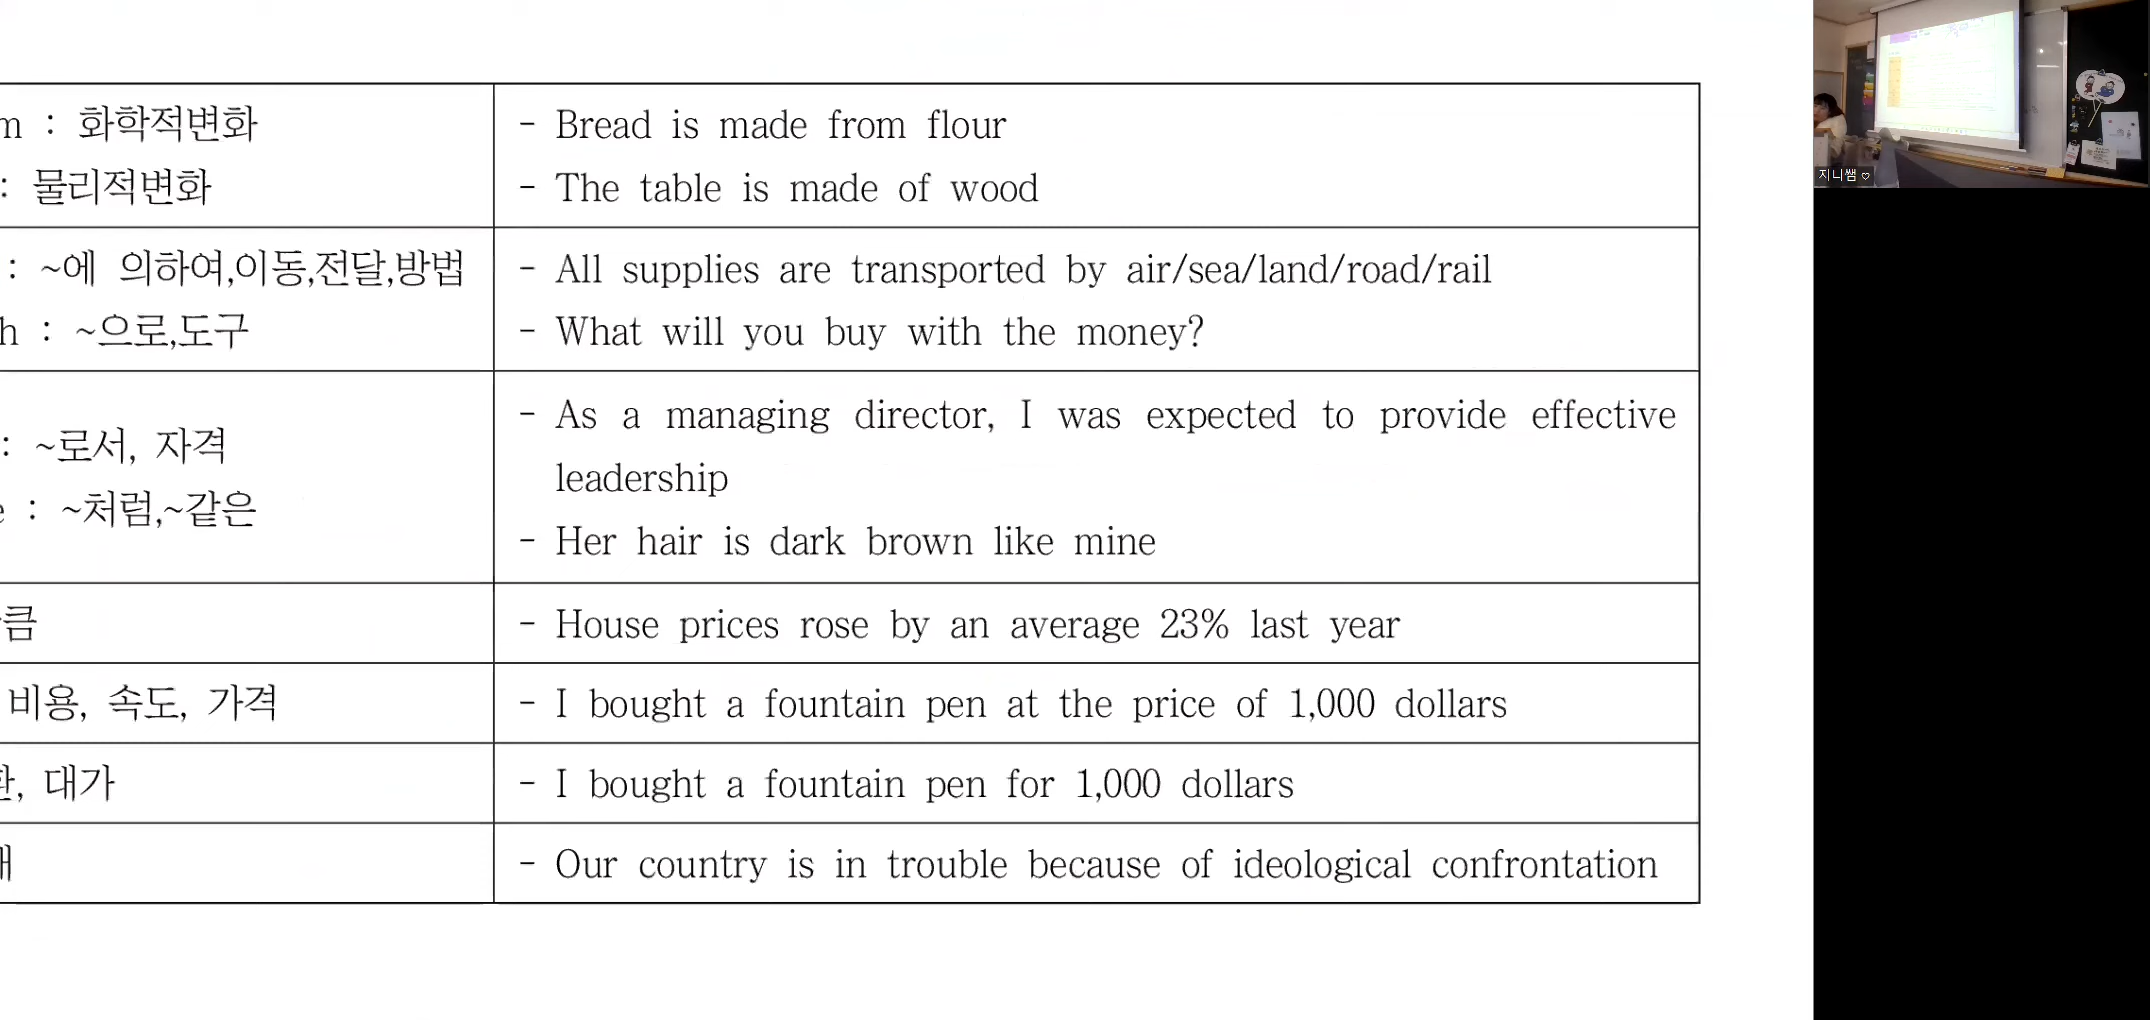 m : 화학적변화
- Bread is made from flour
: 물리적변화
- The table is made of wood
: ~에 의하여,이동,전달,방법
- All supplies are transported by air/sea/land/road/rail
h : ~으로,도구
- What will you buy with the money?
: ~로서, 자격
e : ~처럼,~같은
- As a managing director, I was expected to provide effective
leadership
- Her hair is dark brown like mine
큼
- House prices rose by an average 23% last year
비용, 속도, 가격
- I bought a fountain pen at the price of 1,000 dollars
대가
- I bought a fountain pen for 1,000 dollars
- Our country is in trouble because of ideological confrontation
지니쌤♡